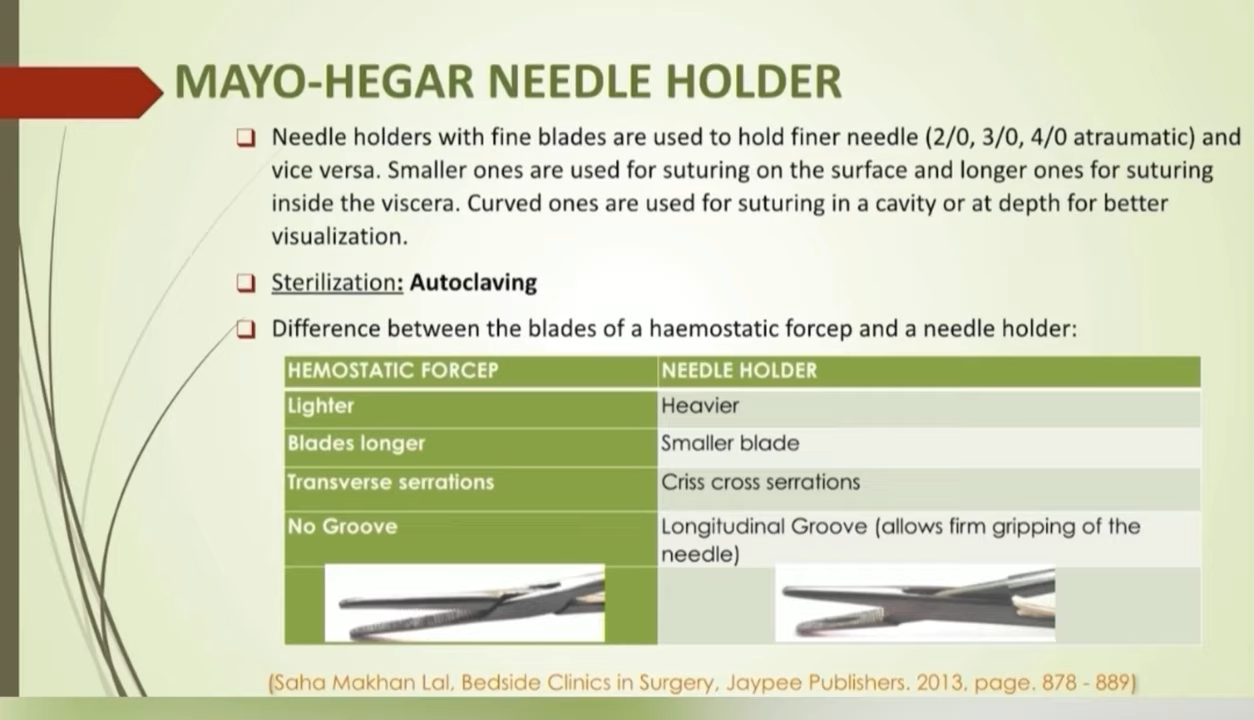 MAYO-HEGAR NEEDLE HOLDER
Needle holders with fine blades are used to hold finer needle (2/0, 3/0, 4/0 atraumatic) and
vice versa. Smaller ones are used for suturing on the surface and longer ones for suturing
inside the viscera. Curved ones are used for suturing in a cavity or at depth for better
visualization.
Sterilization: Autoclaving
Difference between the blades of a haemostatic forcep and a needle holder:
HEMOSTATIC FORCEP NEEDLE HOLDER
Lighter Heavier
Blades longer Smaller blade
Transverse serrations Criss cross serrations
No Groove Longitudinal Groove (allows firm gripping of the
needle)
(Saha Makhan Lal, Bedside Clinics in Surgery, Jaypee Publishers. 2013, page. 878 - 889)